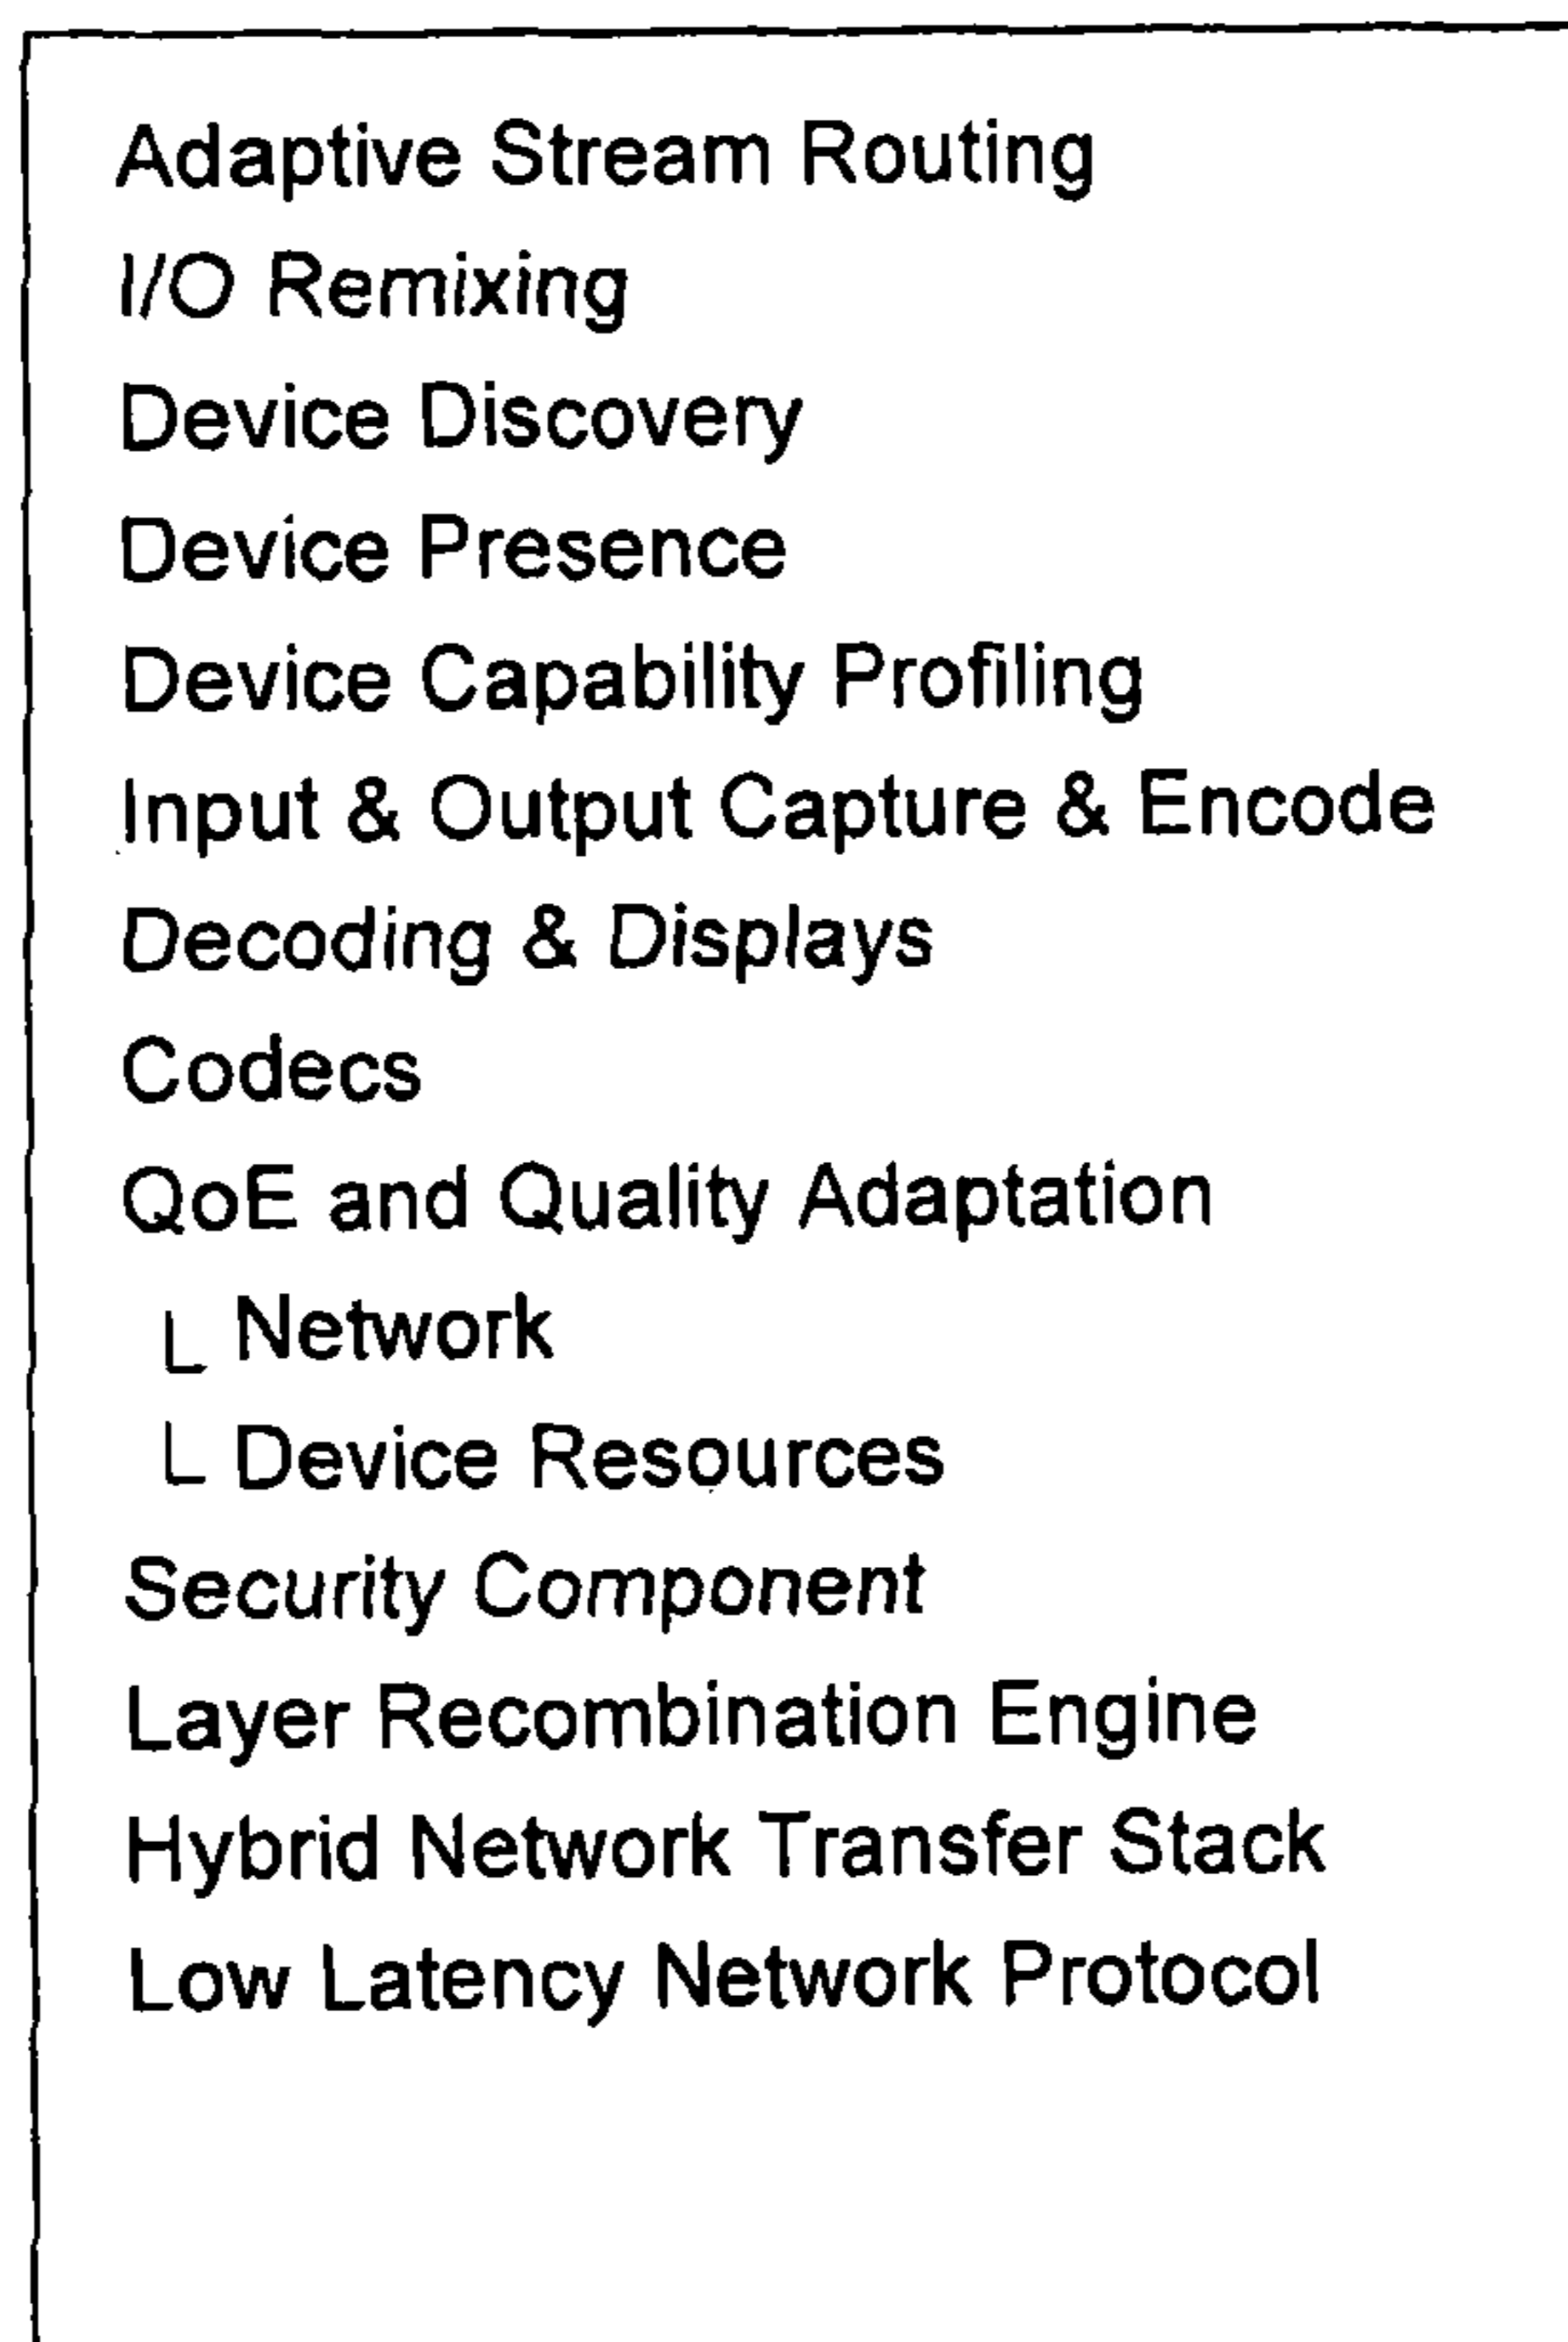 Adaptive Stream Routing
I/O Remixing
Device Discovery
Device Presence
Device Capability Profiling
Input & Output Capture & Encode
Decoding & Displays
Codecs
QoE and Quality Adaptation
Network
Device Resources
Security Component
Layer Recombination Engine
Hybrid Network Transfer Stack
Low Latency Network Protocol